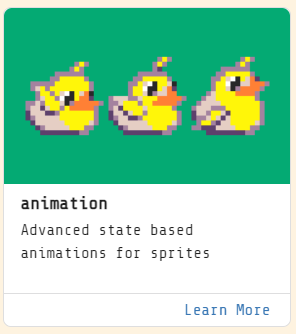 animation
Advanced state based
animations for sprites
Learn More